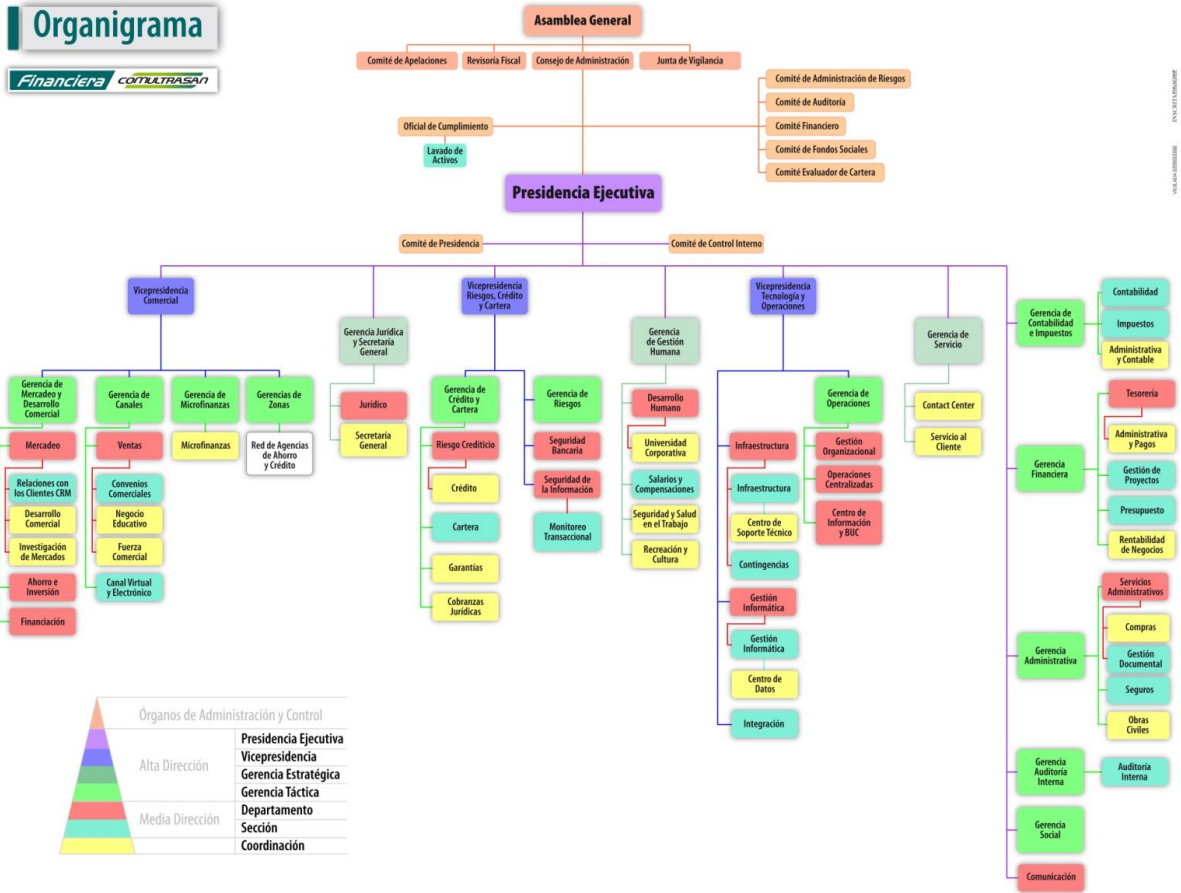 Organigrama
Financiera COMULTRASAN
Asamblea General
Comité de Apelaciones
Revisoría Fiscal
Consejo de Administración
Junta de Vigilancia
Comité de Administración de Riesgos
Comité de Auditoría
Oficial de Cumplimiento
Comité Financiero
Lavado de
Activos
Comité de Fondos Sociales
Comité Evaluador de Cartera
Presidencia Ejecutiva
Comité de Presidencia
Comité de Control Interno
Vicepresidencia
Comercial
Gerencia de
Mercadeo y
Desarrollo
Comercial
Mercadeo
Relaciones con
los Clientes CRM
Desarrollo
Comercial
Investigación
de Mercados
Ahorro e
Inversión
Financiación
Gerencia de
Canales
Ventas
Convenios
Comerciales
Negocio
Educativo
Fuerza
Comercial
Canal Virtual
y Electrónico
Gerencia de
Microfinanzas
Microfinanzas
Gerencias de
Zonas
Red de Agencias
de Ahorro
y Crédito
Gerencia Jurídica
y Secretaría
General
Jurídico
Secretaría
General
Vicepresidencia
Riesgos, Crédito
y Cartera
Gerencia de
Crédito y
Cartera
Riesgo Crediticio
Crédito
Cartera
Garantías
Cobranzas
Jurídicas
Gerencia de
Riesgos
Seguridad
Bancaria
Seguridad de
la Información
Monitoreo
Transaccional
Gerencia
de Gestión
Humana
Desarrollo
Humano
Universidad
Corporativa
Salarios y
Compensaciones
Seguridad y Salud
en el Trabajo
Recreación y
Cultura
Vicepresidencia
Tecnología y
Operaciones
Infraestructura
Infraestructura
Centro de
Soporte Técnico
Contingencias
Gestión
Informática
Gestión
Informática
Centro de
Datos
Integración
Gerencia de
Operaciones
Gestión
Organizacional
Operaciones
Centralizadas
Centro de
Información
y BUC
Gerencia de
Servicio
Contact Center
Servicio al
Cliente
Gerencia de
Contabilidad
e Impuestos
Contabilidad
Impuestos
Administrativa
y Contable
Gerencia
Financiera
Tesorería
Administrativa
y Pagos
Gestión de
Proyectos
Presupuesto
Rentabilidad
de Negocios
Gerencia
Administrativa
Servicios
Administrativos
Compras
Gestión
Documental
Seguros
Obras
Civiles
Gerencia
Auditoría
Interna
Auditoría
Interna
Gerencia
Social
Comunicación
Órganos de Administración y Control
Alta Dirección
Presidencia Ejecutiva
Vicepresidencia
Gerencia Estratégica
Gerencia Táctica
Media Dirección
Departamento
Sección
Coordinación